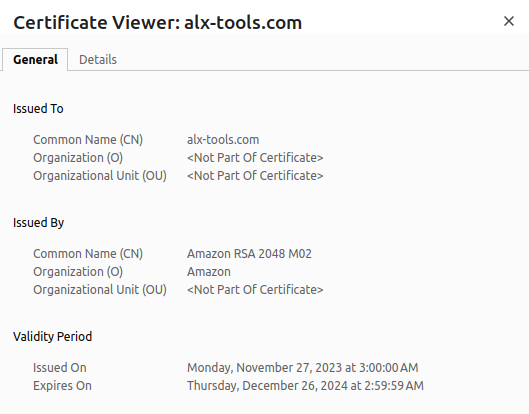 Certificate Viewer: alx-tools.com ×
General Details
Issued To
Common Name (CN) alx-tools.com
Organization (O) <Not Part Of Certificate>
Organizational Unit (OU) <Not Part Of Certificate>
Issued By
Common Name (CN) Amazon RSA 2048 M02
Organization (O) Amazon
Organizational Unit (OU) <Not Part Of Certificate>
Validity Period
Issued On Monday, November 27, 2023 at 3:00:00 AM
Expires On Thursday, December 26, 2024 at 2:59:59 AM